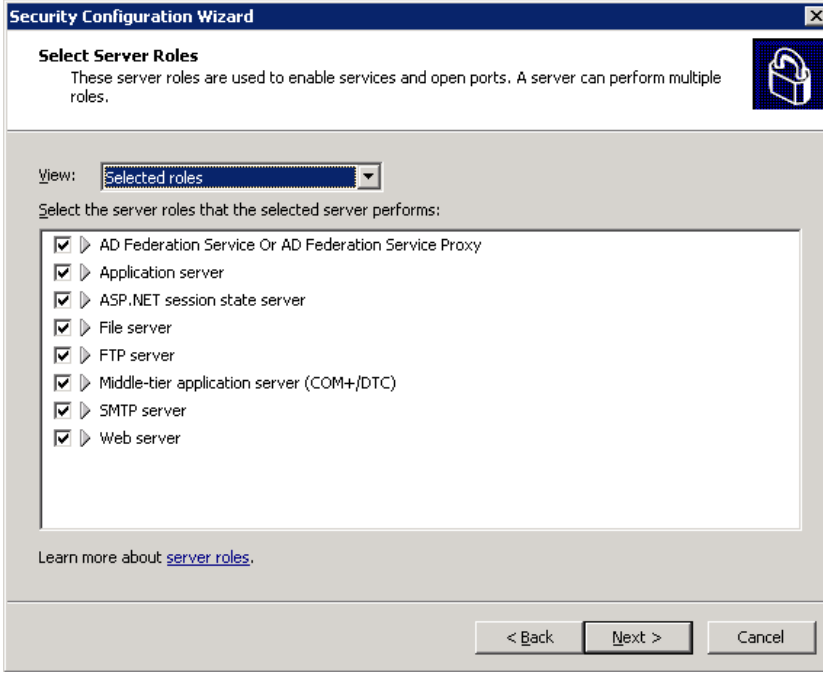 Security Configuration Wizard
Select Server Roles
These server roles are used to enable services and open ports. A server can perform multiple
roles.
View: Selected roles
Select the server roles that the selected server performs:
AD Federation Service Or AD Federation Service Proxy
Application server
ASP.NET session state server
File server
FTP server
Middle-tier application server (COM+/DTC)
SMTP server
Web server
Learn more about server roles.
< Back Next > Cancel